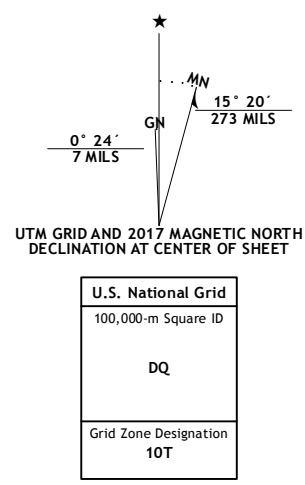 MN
GN
15° 20´
273 MILS
0° 24´
7 MILS
UTM GRID AND 2017 MAGNETIC NORTH
DECLINATION AT CENTER OF SHEET
U.S. National Grid
100,000-m Square ID
DQ
Grid Zone Designation
10T